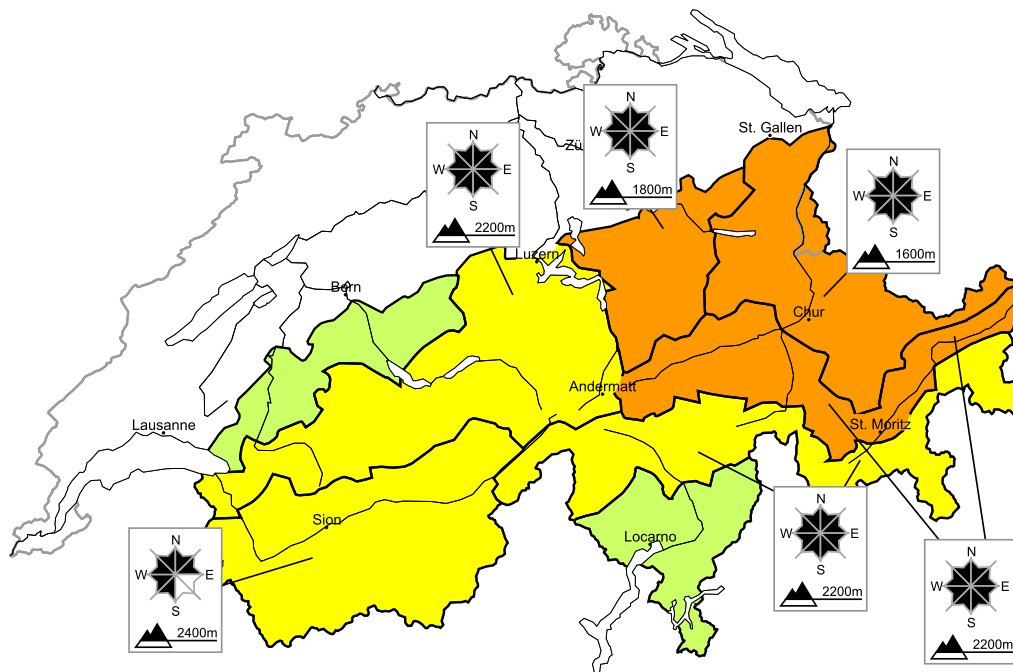 St. Gallen
Zü
N
W E
S
1800m
N
W E
S
2200m
N
W E
S
1600m
Luzern
Bern
Chur
Andermatt
St. Moritz
Lausanne
Sion
Locarno
N
W E
S
2400m
N
W E
S
2200m
N
W E
S
2200m